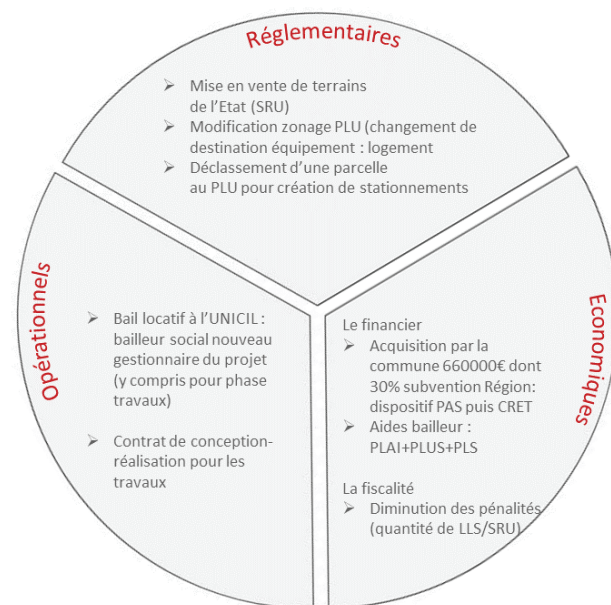 Réglementaires
➢ Mise en vente de terrains
de l’Etat (SRU)
➢ Modification zonage PLU (changement de
destination équipement : logement
➢ Déclassement d’une parcelle
au PLU pour création de stationnements
Opérationnels
➢ Bail locatif à l’UNICIL :
bailleur social nouveau
gestionnaire du projet
(y compris pour phase
travaux)
➢ Contrat de conception-
réalisation pour les
travaux
Economiques
Le financier
➢ Acquisition par la
commune 660000€ dont
30% subvention Région:
dispositif PAS puis CRET
➢ Aides bailleur :
PLAI+PLUS+PLS
La fiscalité
➢ Diminution des pénalités
(quantité de LLS/SRU)